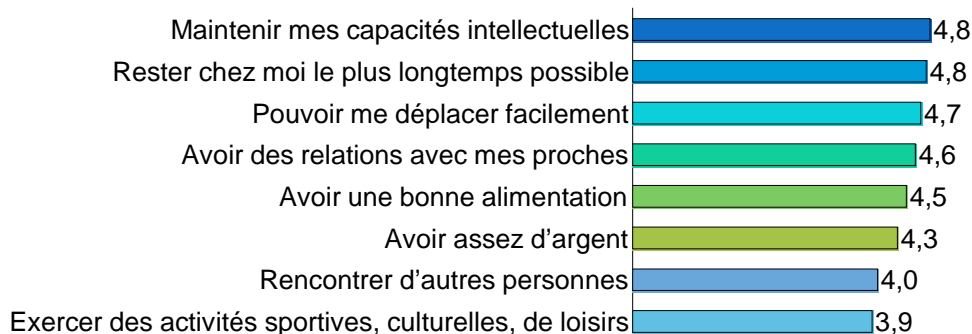 Maintenir mes capacités intellectuelles 4,8
Rester chez moi le plus longtemps possible 4,8
Pouvoir me déplacer facilement 4,7
Avoir des relations avec mes proches 4,6
Avoir une bonne alimentation 4,5
Avoir assez d’argent 4,3
Rencontrer d’autres personnes 4,0
Exercer des activités sportives, culturelles, de loisirs 3,9